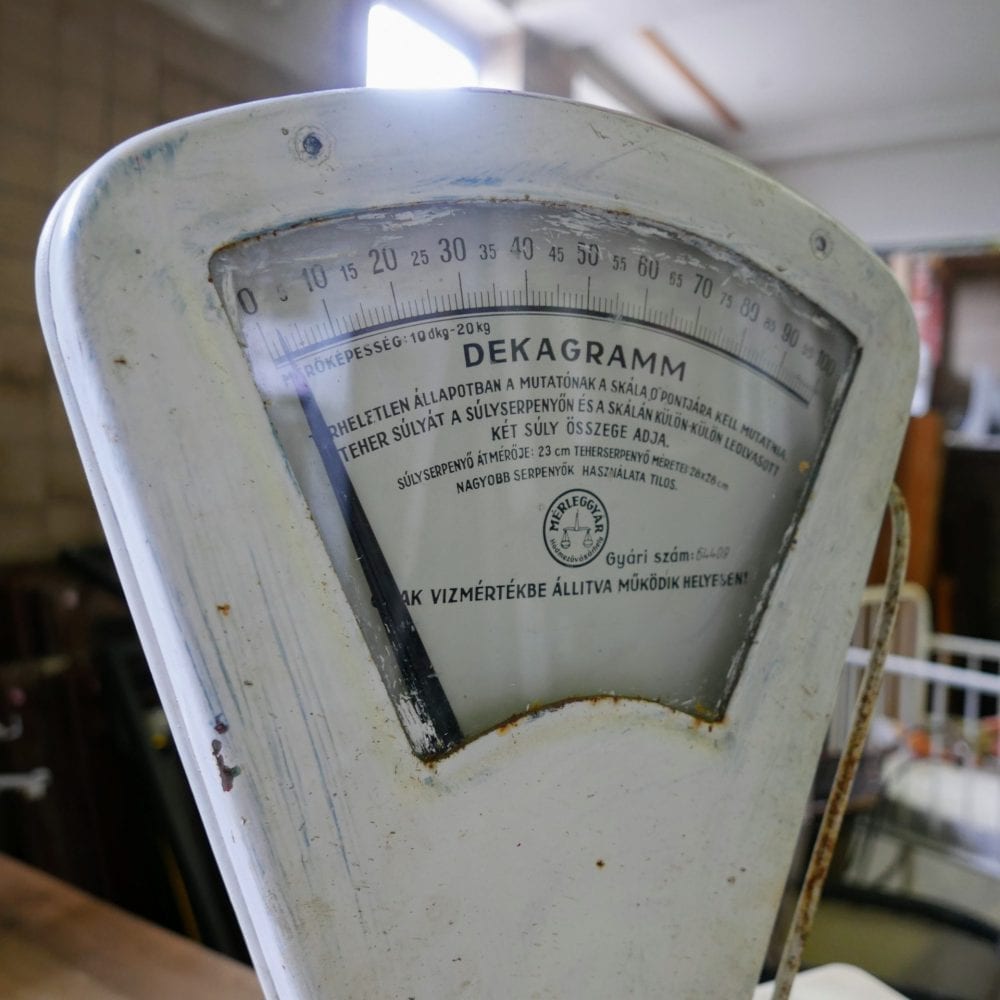 0 5 10 15 20 25 30 35 40 45 50 55 60 65 70 75 80 85 90 95 100
MÉRŐKÉPESSÉG: 10 dkg-20 kg
DEKAGRAMM
RHELETLEN ÁLLAPOTBAN A MUTATÓNAK A SKÁLA „0" PONTJÁRA KELL MUTATNIA.
TEHER SÚLYÁT A SÚLYSERPENYŐN ÉS A SKÁLÁN KÜLÖN-KÜLÖN LEOLVASOTT
KÉT SÚLY ÖSSZEGE ADJA.
SÚLYSERPENYŐ ÁTMÉRŐJE: 23 cm TEHERSERPENYŐ MÉRETEI 28x28 cm
NAGYOBB SERPENYŐK HASZNÁLATA TILOS.
MÉRLEGGYÁR
Hódmezővásárhely
Gyári szám:
AK VIZMÉRTÉKBE ÁLLITVA MŰKÖDIK HELYESEN!